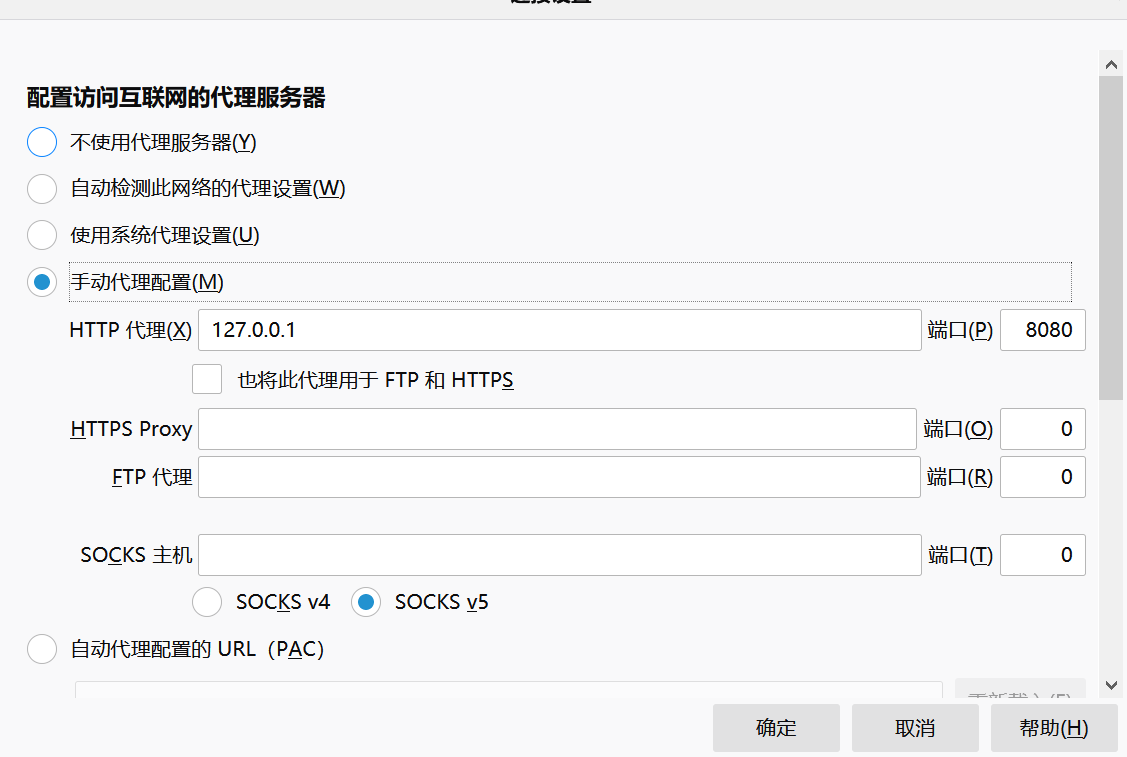 配置访问互联网的代理服务器
不使用代理服务器(Y)
自动检测此网络的代理设置(W)
使用系统代理设置(U)
手动代理配置(M)
HTTP 代理(X) 127.0.0.1 端口(P) 8080
也将此代理用于 FTP 和 HTTPS
HTTPS Proxy 端口(O) 0
FTP 代理 端口(R) 0
SOCKS 主机 端口(T) 0
SOCKS v4 SOCKS v5
自动代理配置的 URL（PAC）
确定 取消 帮助(H)